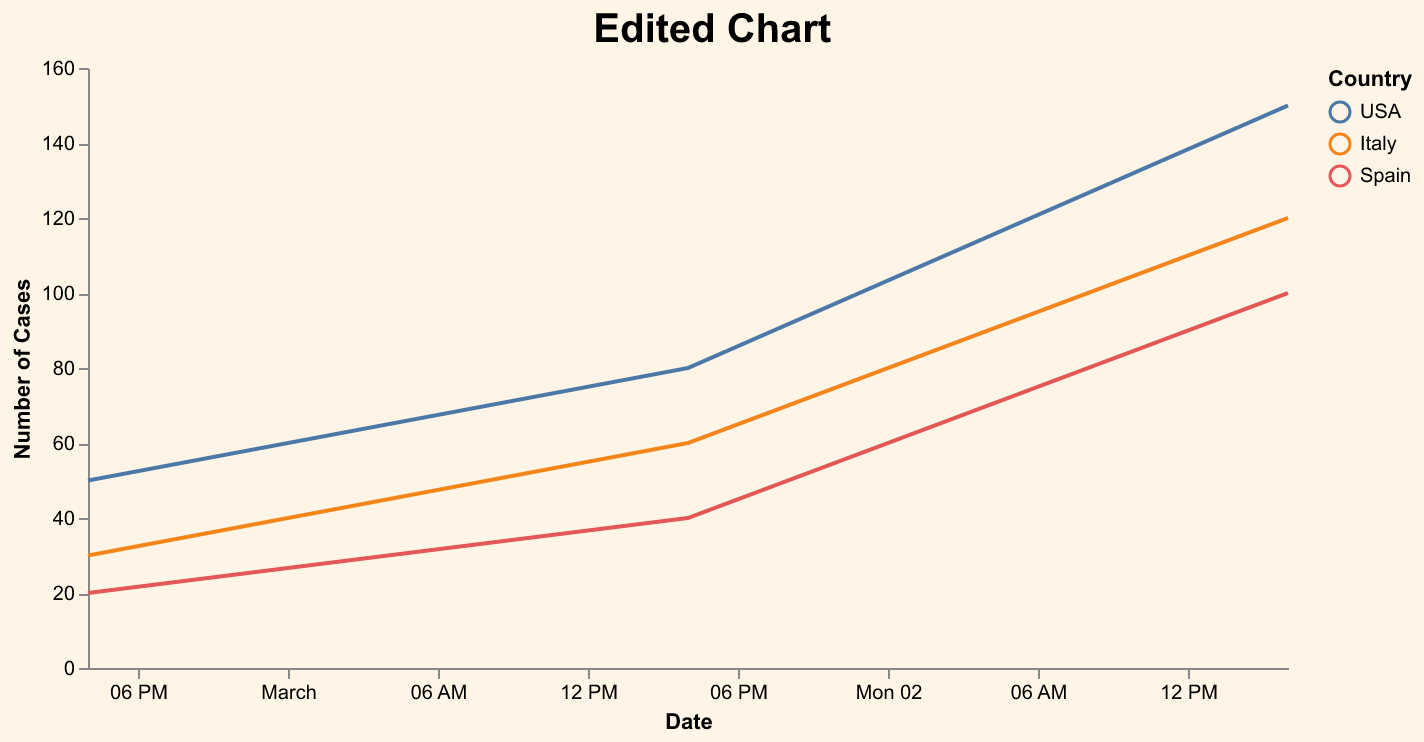 Edited Chart
Number of Cases
160
140
120
100
80
60
40
20
0
06 PM March 06 AM 12 PM 06 PM Mon 02 06 AM 12 PM
Date
Country
USA
Italy
Spain